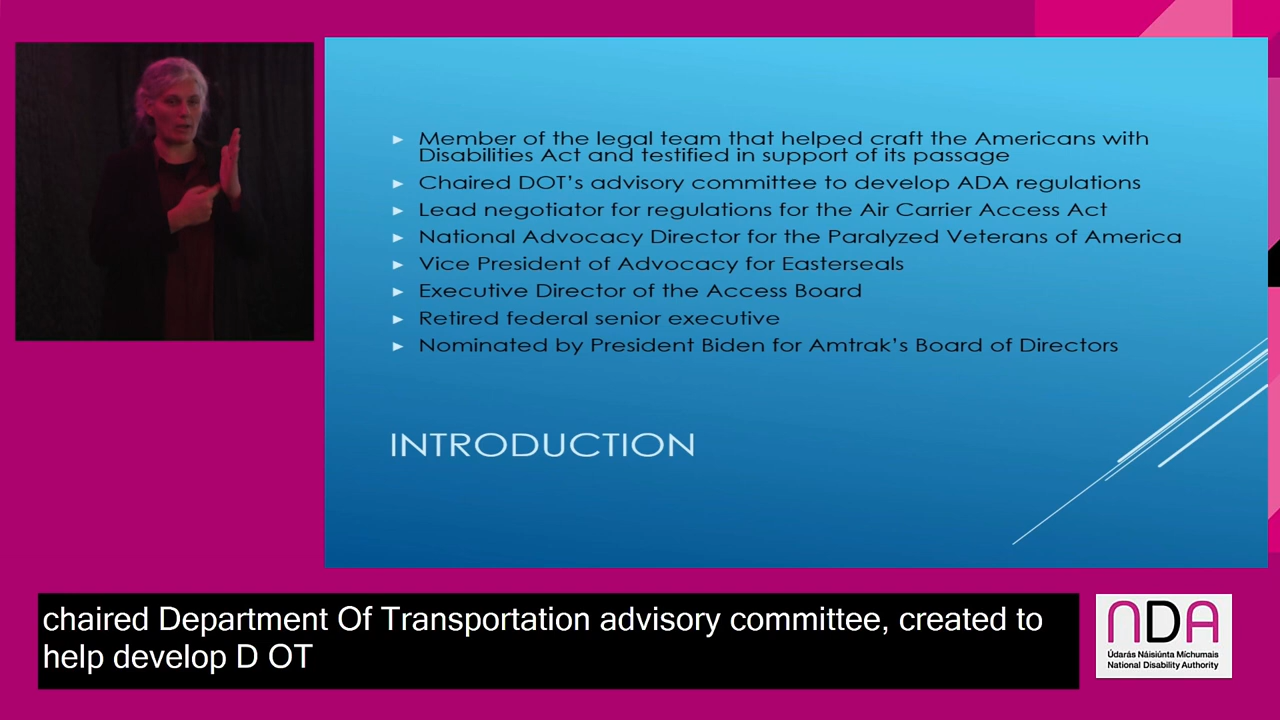 Member of the legal team that helped craft the Americans with
Disabilities Act and testified in support of its passage
Chaired DOT's advisory committee to develop ADA regulations
Lead negotiator for regulations for the Air Carrier Access Act
National Advocacy Director for the Paralyzed Veterans of America
Vice President of Advocacy for Easterseals
Executive Director of the Access Board
Retired federal senior executive
Nominated by President Biden for Amtrak's Board of Directors
INTRODUCTION
chaired Department Of Transportation advisory committee, created to
help develop D OT
NDA
Údarás Náisiúnta Míchumais
National Disability Authority